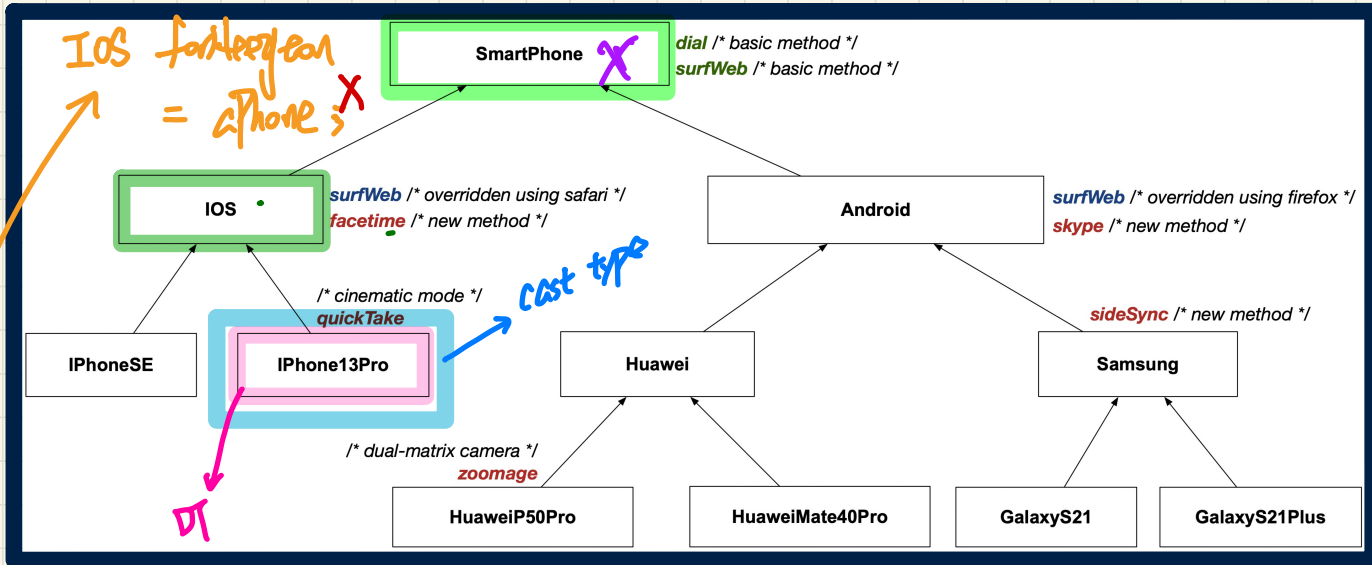 IOS forHeeyeon
= aPhone; X
SmartPhone X
dial /* basic method */
surfWeb /* basic method */
IOS
surfWeb /* overridden using safari */
facetime /* new method */
Android
surfWeb /* overridden using firefox */
skype /* new method */
/* cinematic mode */
quickTake
cast type
sideSync /* new method */
IPhoneSE
IPhone13Pro
Huawei
Samsung
DT
/* dual-matrix camera */
zoomage
HuaweiP50Pro
HuaweiMate40Pro
GalaxyS21
GalaxyS21Plus